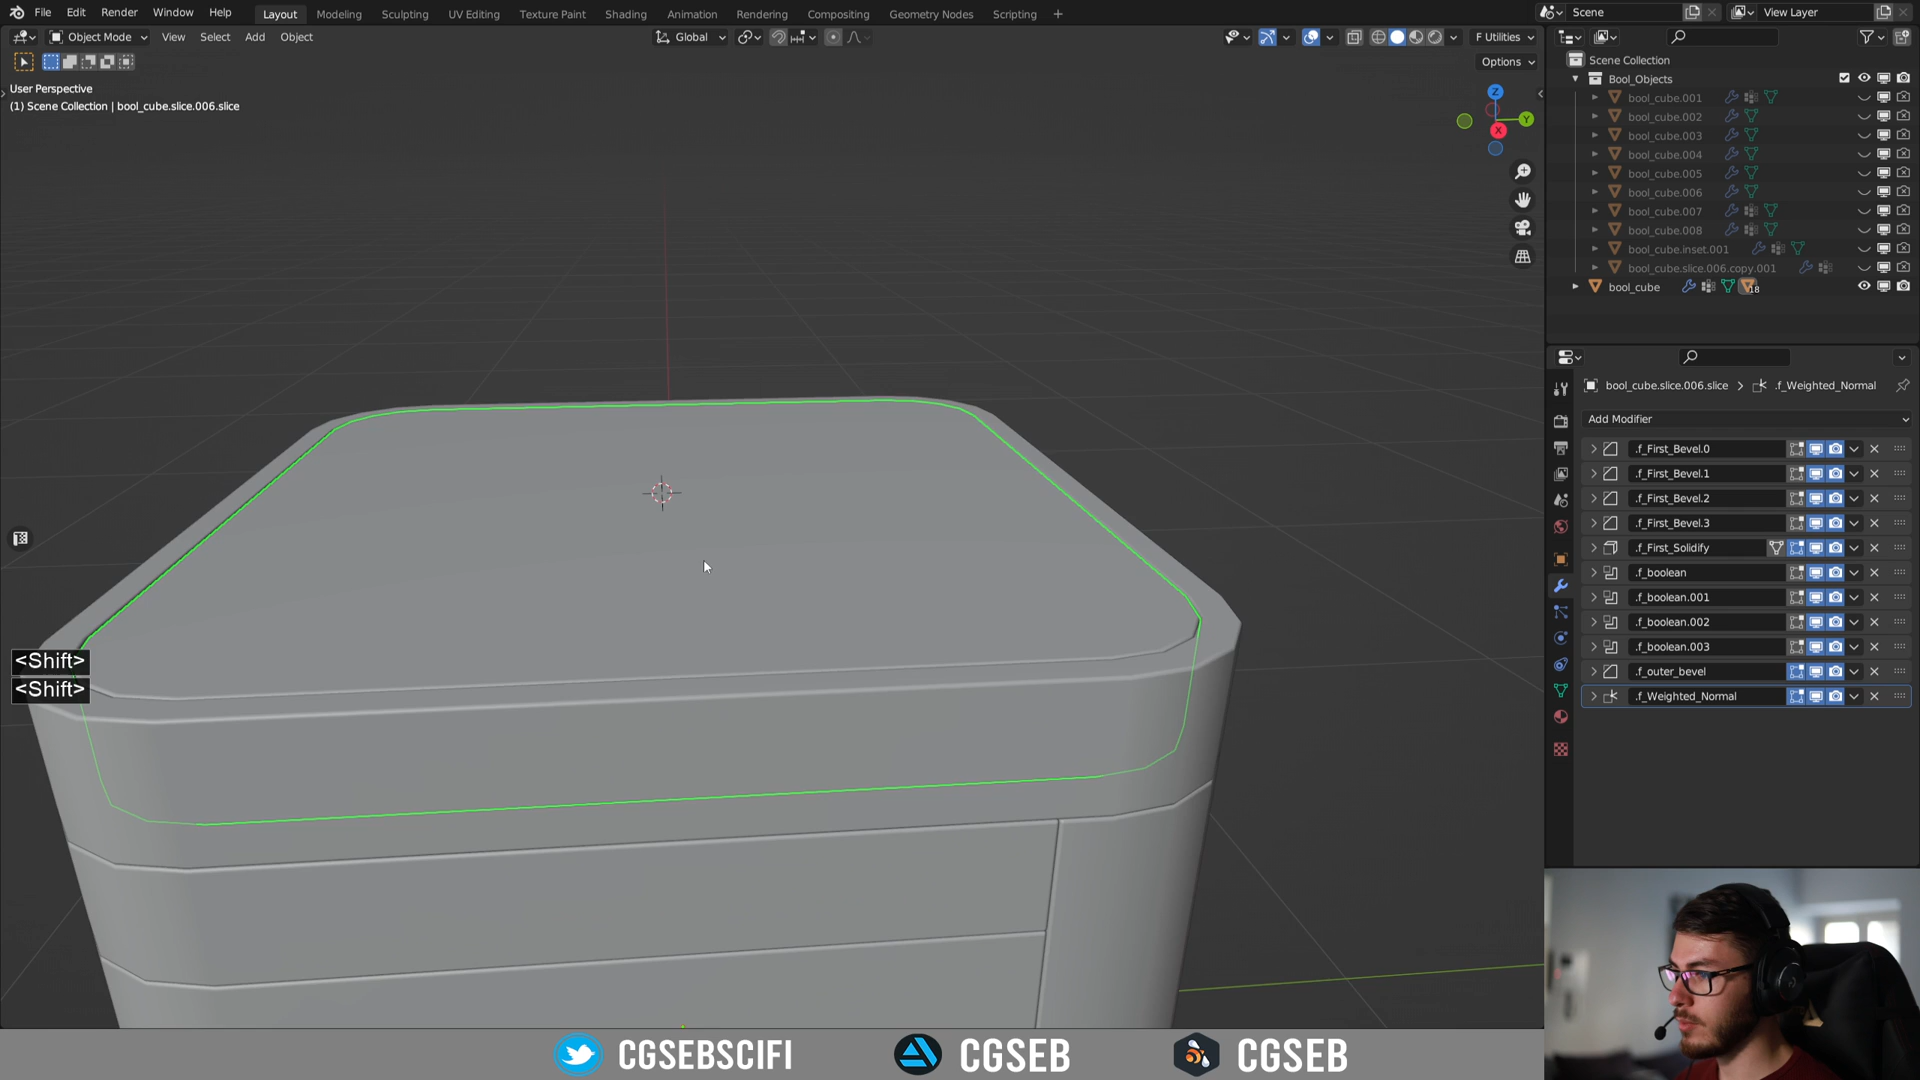 File Edit Render Window Help Layout Modeling Sculpting UV Editing Texture Paint Shading Animation Rendering Compositing Geometry Nodes Scripting + Scene View Layer
Object Mode View Select Add Object Global F Utilities
Options
User Perspective
(1) Scene Collection | bool_cube.slice.006.slice
Z
Y
X
<Shift>
<Shift>
Scene Collection
Bool_Objects
bool_cube.001
bool_cube.002
bool_cube.003
bool_cube.004
bool_cube.005
bool_cube.006
bool_cube.007
bool_cube.008
bool_cube.inset.001
bool_cube.slice.006.copy.001
bool_cube 18
bool_cube.slice.006.slice > .f_Weighted_Normal
Add Modifier
.f_First_Bevel.0
.f_First_Bevel.1
.f_First_Bevel.2
.f_First_Bevel.3
.f_First_Solidify
.f_boolean
.f_boolean.001
.f_boolean.002
.f_boolean.003
.f_outer_bevel
.f_Weighted_Normal
CGSEBSCIFI CGSEB CGSEB